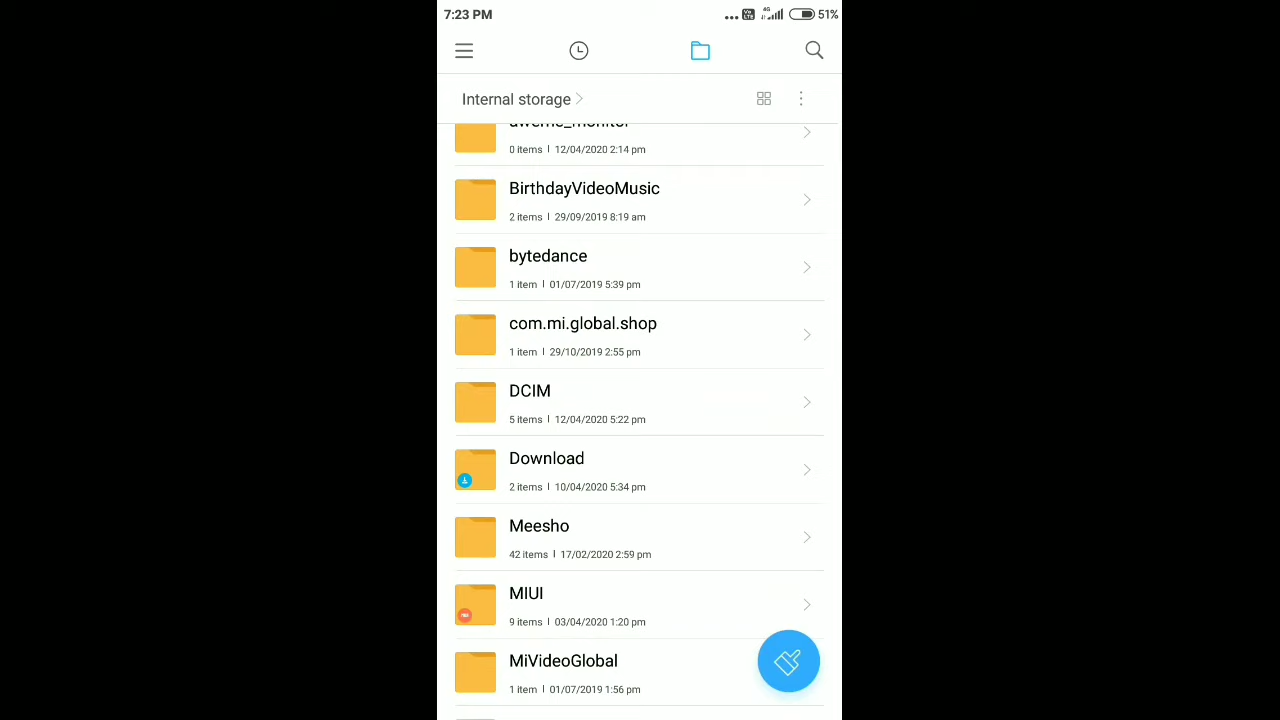 7:23 PM
4G
51%
Internal storage
0 items | 12/04/2020 2:14 pm
BirthdayVideoMusic
2 items | 29/09/2019 8:19 am
bytedance
1 item | 01/07/2019 5:39 pm
com.mi.global.shop
1 item | 29/10/2019 2:55 pm
DCIM
5 items | 12/04/2020 5:22 pm
Download
2 items | 10/04/2020 5:34 pm
Meesho
42 items | 17/02/2020 2:59 pm
MIUI
9 items | 03/04/2020 1:20 pm
MiVideoGlobal
1 item | 01/07/2019 1:56 pm